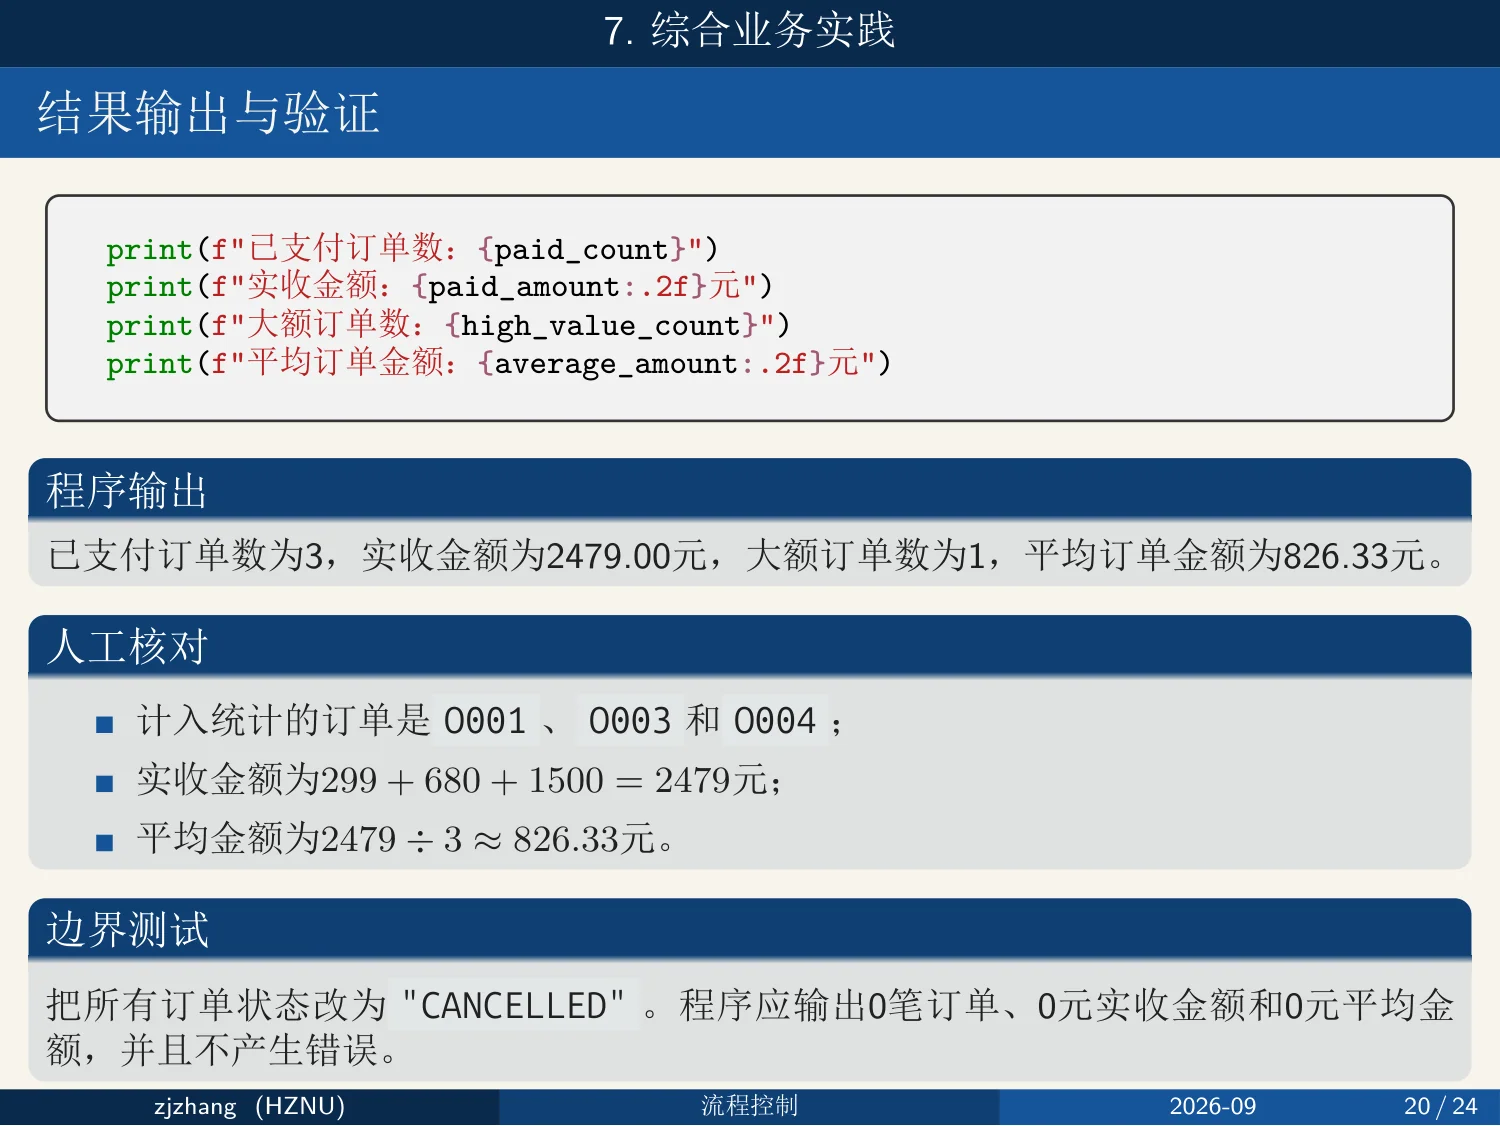 7. 综合业务实践
结果输出与验证
print(f"已支付订单数：{paid_count}")
print(f"实收金额：{paid_amount:.2f}元")
print(f"大额订单数：{high_value_count}")
print(f"平均订单金额：{average_amount:.2f}元")
程序输出
已支付订单数为3，实收金额为2479.00元，大额订单数为1，平均订单金额为826.33元。
人工核对
■ 计入统计的订单是 O001 、 O003 和 O004 ；
■ 实收金额为299 + 680 + 1500 = 2479元；
■ 平均金额为2479 ÷ 3 ≈ 826.33元。
边界测试
把所有订单状态改为 "CANCELLED" 。程序应输出0笔订单、0元实收金额和0元平均金
额，并且不产生错误。
zjzhang (HZNU) 流程控制 2026-09 20 / 24